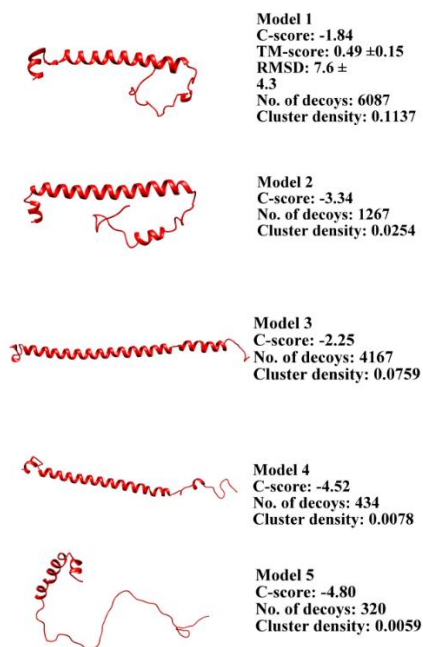 Model 1
C-score: -1.84
TM-score: 0.49 ±0.15
RMSD: 7.6 ±
4.3
No. of decoys: 6087
Cluster density: 0.1137
Model 2
C-score: -3.34
No. of decoys: 1267
Cluster density: 0.0254
Model 3
C-score: -2.25
No. of decoys: 4167
Cluster density: 0.0759
Model 4
C-score: -4.52
No. of decoys: 434
Cluster density: 0.0078
Model 5
C-score: -4.80
No. of decoys: 320
Cluster density: 0.0059